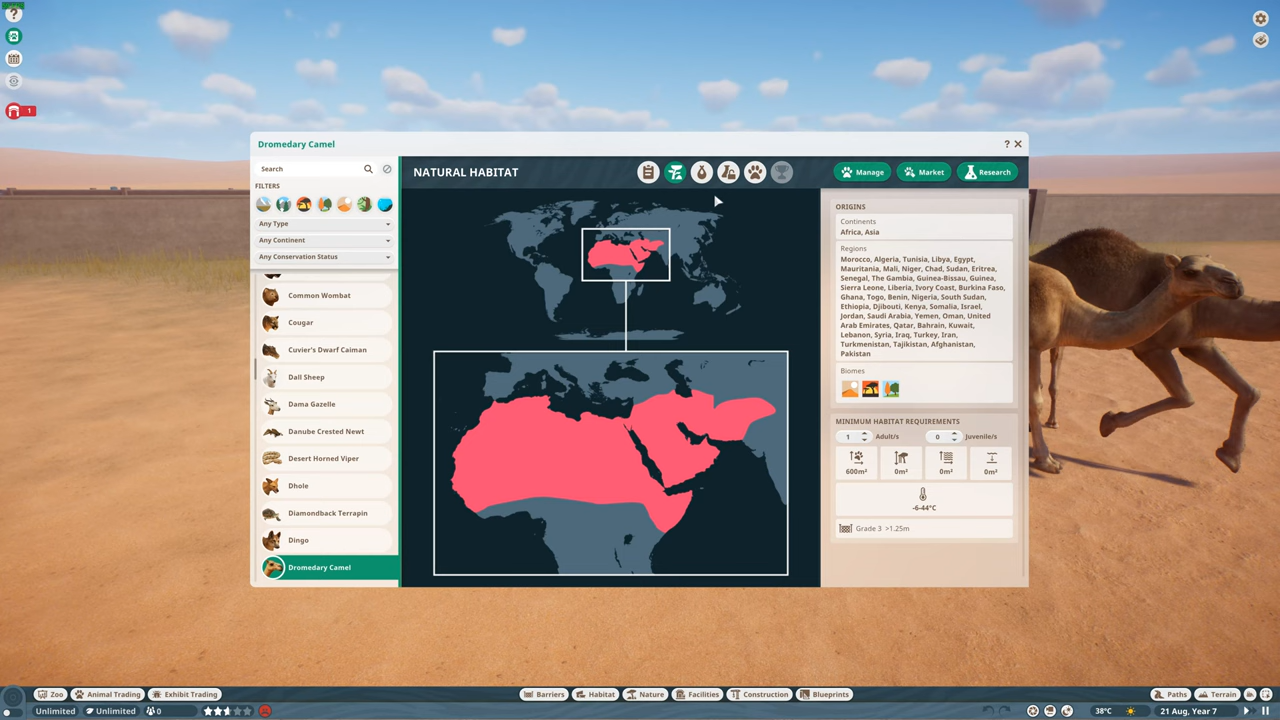 ?
1
Dromedary Camel
?
Search
FILTERS
Any Type
Any Continent
Any Conservation Status
Common Wombat
Cougar
Cuvier's Dwarf Caiman
Dall Sheep
Dama Gazelle
Danube Crested Newt
Desert Horned Viper
Dhole
Diamondback Terrapin
Dingo
Dromedary Camel
NATURAL HABITAT
Manage
Market
Research
ORIGINS
Continents
Africa, Asia
Regions
Morocco, Algeria, Tunisia, Libya, Egypt,
Mauritania, Mali, Niger, Chad, Sudan, Eritrea,
Senegal, The Gambia, Guinea-Bissau, Guinea,
Sierra Leone, Liberia, Ivory Coast, Burkina Faso,
Ghana, Togo, Benin, Nigeria, South Sudan,
Ethiopia, Djibouti, Kenya, Somalia, Israel,
Jordan, Saudi Arabia, Yemen, Oman, United
Arab Emirates, Qatar, Bahrain, Kuwait,
Lebanon, Syria, Iraq, Turkey, Iran,
Turkmenistan, Tajikistan, Afghanistan,
Pakistan
Biomes
MINIMUM HABITAT REQUIREMENTS
1 Adult/s 0 Juvenile/s
600m² 0m² 0m² 0m²
-6-44°C
Grade 3 >1.25m
Zoo Animal Trading Exhibit Trading Barriers Habitat Nature Facilities Construction Blueprints Paths Terrain
Unlimited Unlimited 0 38°C 21 Aug, Year 7